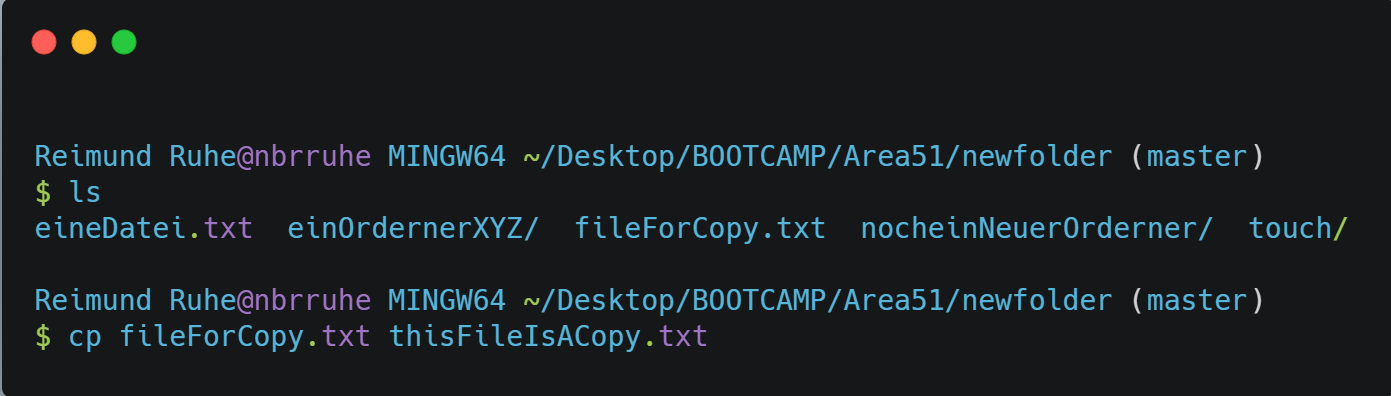 Reimund Ruhe@nbrruhe MINGW64 ~/Desktop/BOOTCAMP/Area51/newfolder (master)
$ ls
eineDatei.txt  einOrdernerXYZ/  fileForCopy.txt  nocheinNeuerOrderner/  touch/
Reimund Ruhe@nbrruhe MINGW64 ~/Desktop/BOOTCAMP/Area51/newfolder (master)
$ cp fileForCopy.txt thisFileIsACopy.txt